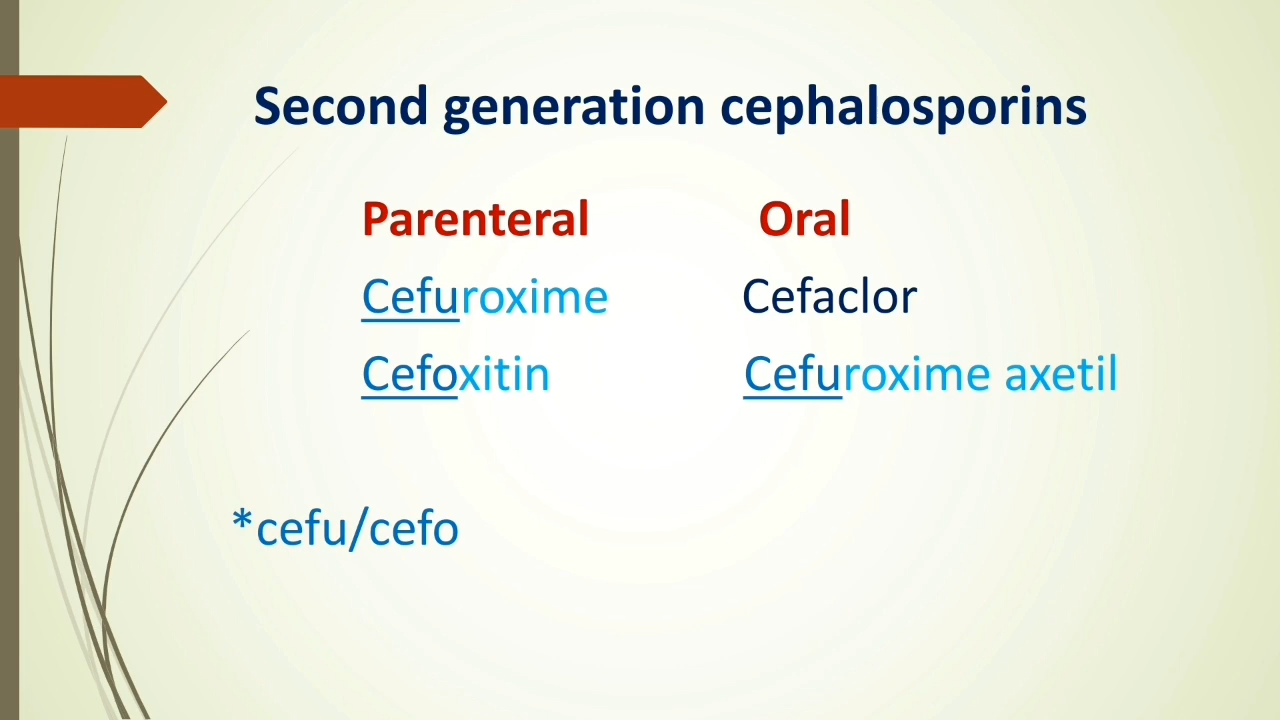 Second generation cephalosporins
Parenteral Oral
Cefuroxime Cefaclor
Cefoxitin Cefuroxime axetil
*cefu/cefo